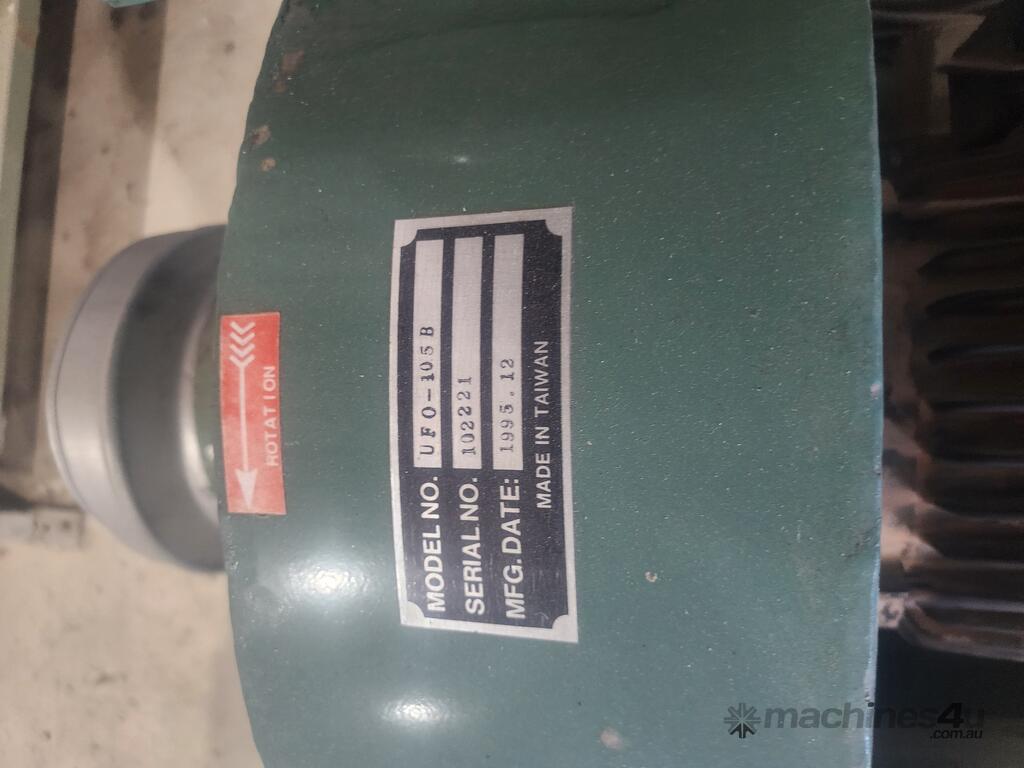 ROTATION
MODEL NO. UFO-105B
SERIAL NO. 102221
MFG. DATE: 1995.12
MADE IN TAIWAN
machines4u
.com.au